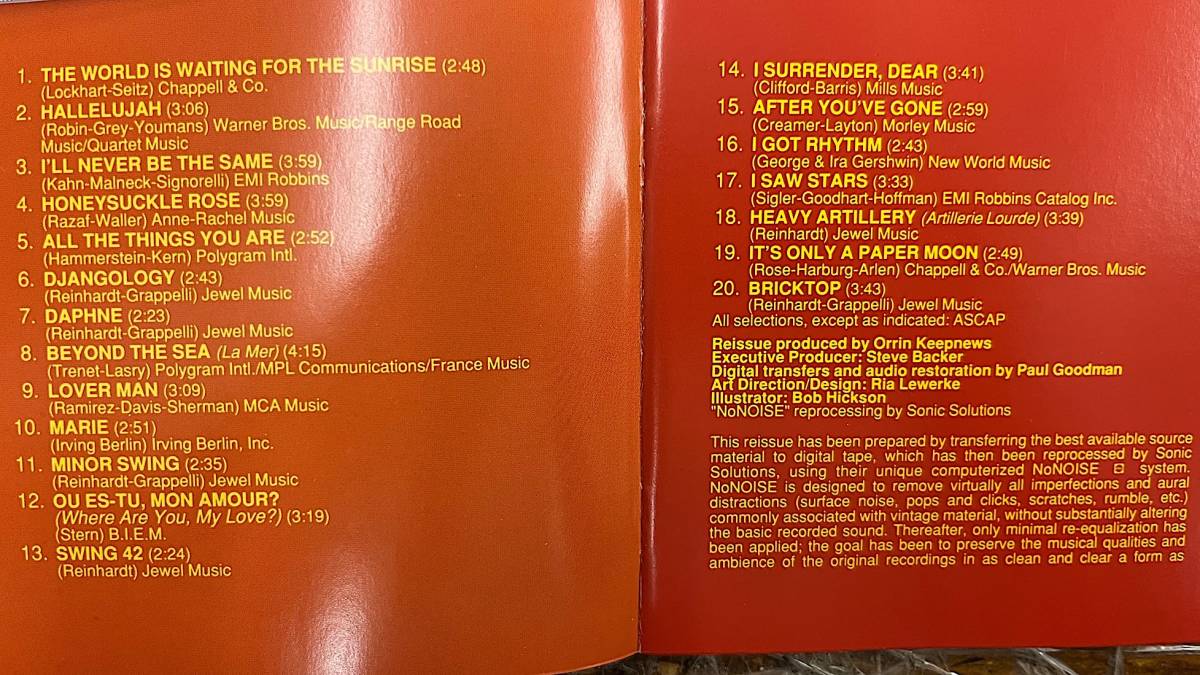 1. THE WORLD IS WAITING FOR THE SUNRISE (2:48)
(Lockhart-Seitz) Chappell & Co.
2. HALLELUJAH (3:06)
(Robin-Grey-Youmans) Warner Bros. Music/Range Road
Music/Quartet Music
3. I'LL NEVER BE THE SAME (3:59)
(Kahn-Malneck-Signorelli) EMI Robbins
4. HONEYSUCKLE ROSE (3:59)
(Razaf-Waller) Anne-Rachel Music
5. ALL THE THINGS YOU ARE (2:52)
(Hammerstein-Kern) Polygram Intl.
6. DJANGOLOGY (2:43)
(Reinhardt-Grappelli) Jewel Music
7. DAPHNE (2:23)
(Reinhardt-Grappelli) Jewel Music
8. BEYOND THE SEA (La Mer) (4:15)
(Trenet-Lasry) Polygram Intl./MPL Communications/France Music
9. LOVER MAN (3:09)
(Ramirez-Davis-Sherman) MCA Music
10. MARIE (2:51)
(Irving Berlin) Irving Berlin, Inc.
11. MINOR SWING (2:35)
(Reinhardt-Grappelli) Jewel Music
12. OU ES-TU, MON AMOUR?
(Where Are You, My Love?) (3:19)
(Stern) B.I.E.M.
13. SWING 42 (2:24)
(Reinhardt) Jewel Music
14. I SURRENDER, DEAR (3:41)
(Clifford-Barris) Mills Music
15. AFTER YOU'VE GONE (2:59)
(Creamer-Layton) Morley Music
16. I GOT RHYTHM (2:43)
(George & Ira Gershwin) New World Music
17. I SAW STARS (3:33)
(Sigler-Goodhart-Hoffman) EMI Robbins Catalog Inc.
18. HEAVY ARTILLERY (Artillerie Lourde) (3:39)
(Reinhardt) Jewel Music
19. IT'S ONLY A PAPER MOON (2:49)
(Rose-Harburg-Arlen) Chappell & Co./Warner Bros. Music
20. BRICKTOP (3:43)
(Reinhardt-Grappelli) Jewel Music
All selections, except as indicated: ASCAP
Reissue produced by Orrin Keepnews
Executive Producer: Steve Backer
Digital transfers and audio restoration by Paul Goodman
Art Direction/Design: Ria Lewerke
Illustrator: Bob Hickson
"NoNOISE" reprocessing by Sonic Solutions
This reissue has been prepared by transferring the best available source
material to digital tape, which has then been reprocessed by Sonic
Solutions, using their unique computerized NoNOISE ⊟ system.
NoNOISE is designed to remove virtually all imperfections and aural
distractions (surface noise, pops and clicks, scratches, rumble, etc.)
commonly associated with vintage material, without substantially altering
the basic recorded sound. Thereafter, only minimal re-equalization has
been applied; the goal has been to preserve the musical qualities and
ambience of the original recordings in as clean and clear a form as